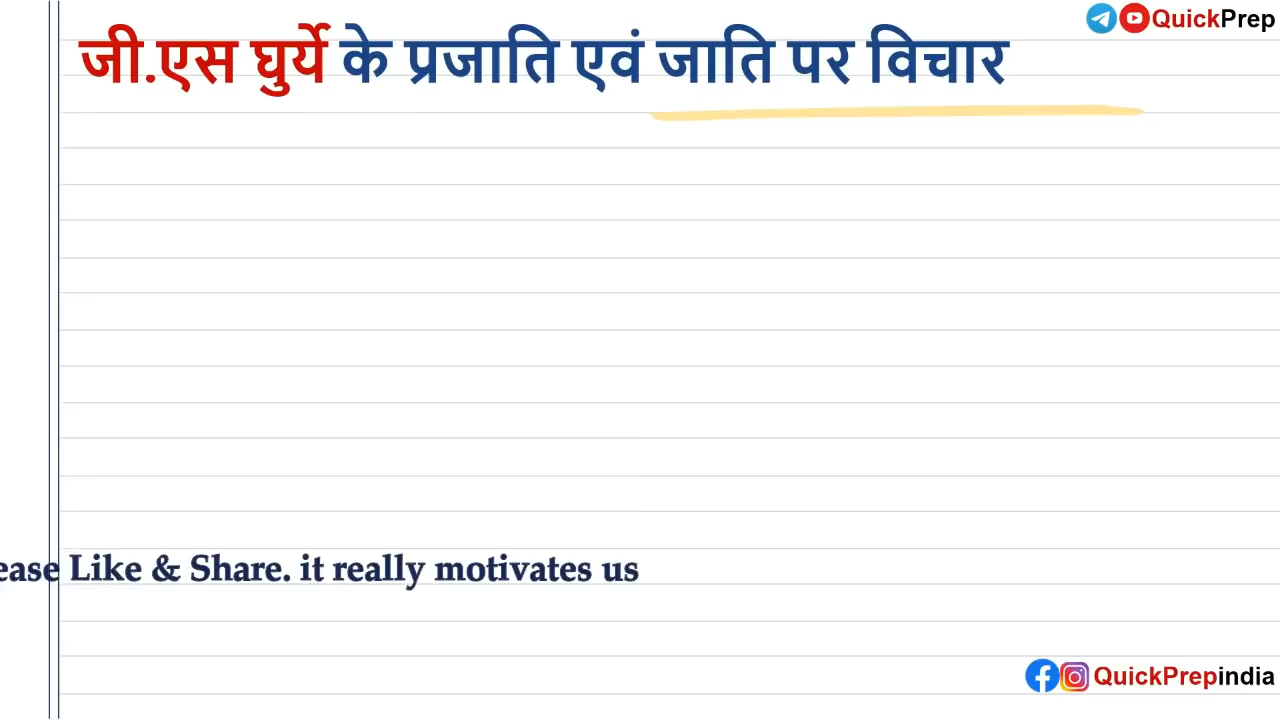 QuickPrep
जी.एस घुर्ये के प्रजाति एवं जाति पर विचार
ease Like & Share. it really motivates us
QuickPrepindia